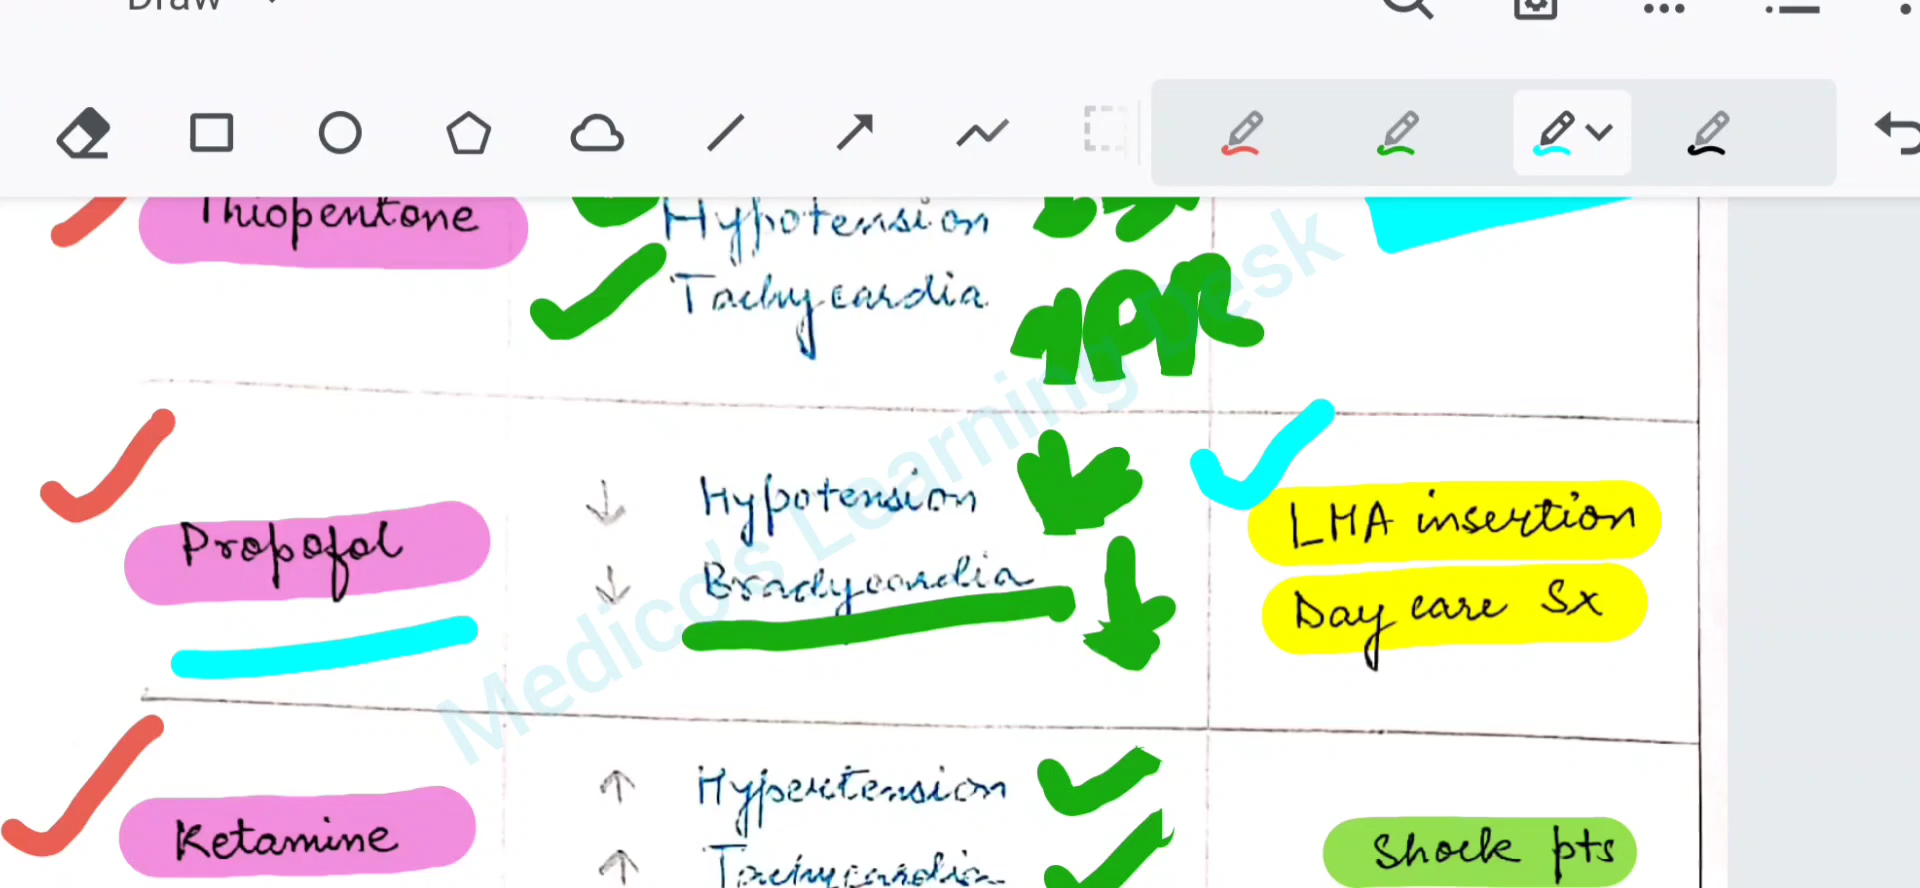 Draw
Thiopentone
Hypotension
Tachycardia
↑PR
Propofol
↓ Hypotension
↓ Bradycardia
LMA insertion
Day care Sx
Ketamine
↑ Hypertension
↑ Tachycardia
Shock pts
Medico's Learning Desk